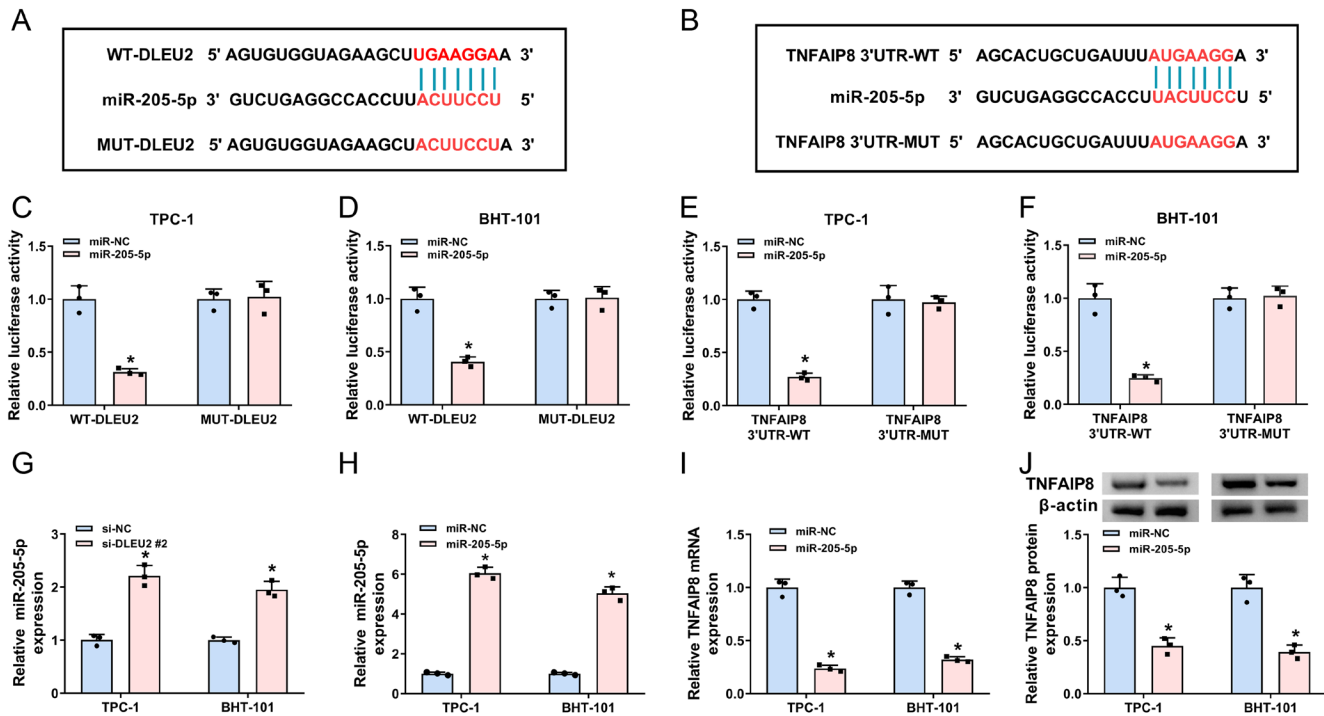 A
WT-DLEU2 5' AGUGUGGUAGAAGCUUGAAGGAA 3'
miR-205-5p 3' GUCUGAGGCCACCUUACUUCCU 5'
MUT-DLEU2 5' AGUGUGGUAGAAGCUACUUCCUA 3'
B
TNFAIP8 3'UTR-WT 5' AGCACUGCUGAUUUAUGAAGGA 3'
miR-205-5p 3' GUCUGAGGCCACCUUACUUCCU 5'
TNFAIP8 3'UTR-MUT 5' AGCACUGCUGAUUUAUGAAGGA 3'
C
TPC-1
Relative luciferase activity
miR-NC
miR-205-5p
1.5
1.0
0.5
0.0
*
WT-DLEU2 MUT-DLEU2
D
BHT-101
Relative luciferase activity
miR-NC
miR-205-5p
1.5
1.0
0.5
0.0
*
WT-DLEU2 MUT-DLEU2
E
TPC-1
Relative luciferase activity
miR-NC
miR-205-5p
1.5
1.0
0.5
0.0
*
TNFAIP8 TNFAIP8
3'UTR-WT 3'UTR-MUT
F
BHT-101
Relative luciferase activity
miR-NC
miR-205-5p
1.5
1.0
0.5
0.0
*
TNFAIP8 TNFAIP8
3'UTR-WT 3'UTR-MUT
G
Relative miR-205-5p
expression
si-NC
si-DLEU2 #2
3
2
1
0
* *
TPC-1 BHT-101
H
Relative miR-205-5p
expression
miR-NC
miR-205-5p
8
6
4
2
0
* *
TPC-1 BHT-101
I
Relative TNFAIP8 mRNA
expression
miR-NC
miR-205-5p
1.5
1.0
0.5
0.0
* *
TPC-1 BHT-101
J
TNFAIP8
β-actin
Relative TNFAIP8 protein
expression
miR-NC
miR-205-5p
1.5
1.0
0.5
0.0
* *
TPC-1 BHT-101